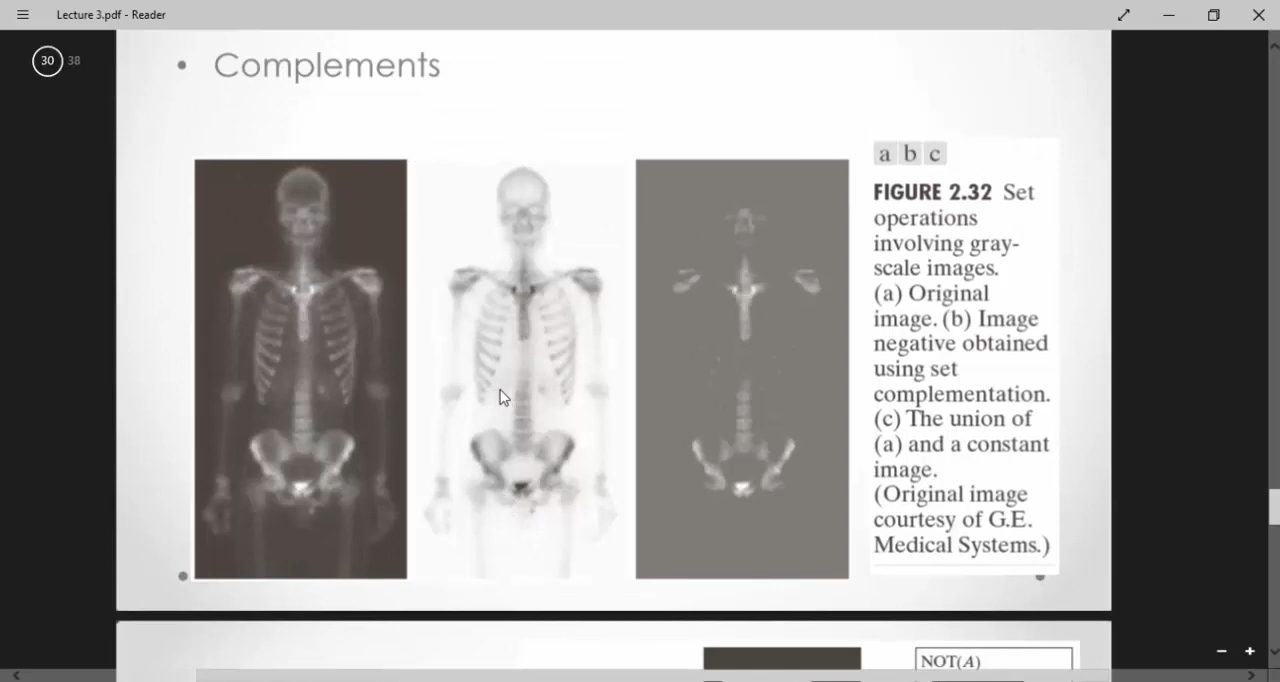 Lecture 3.pdf - Reader
30 38
• Complements
a b c
FIGURE 2.32 Set
operations
involving gray-
scale images.
(a) Original
image. (b) Image
negative obtained
using set
complementation.
(c) The union of
(a) and a constant
image.
(Original image
courtesy of G.E.
Medical Systems.)
NOT(A)